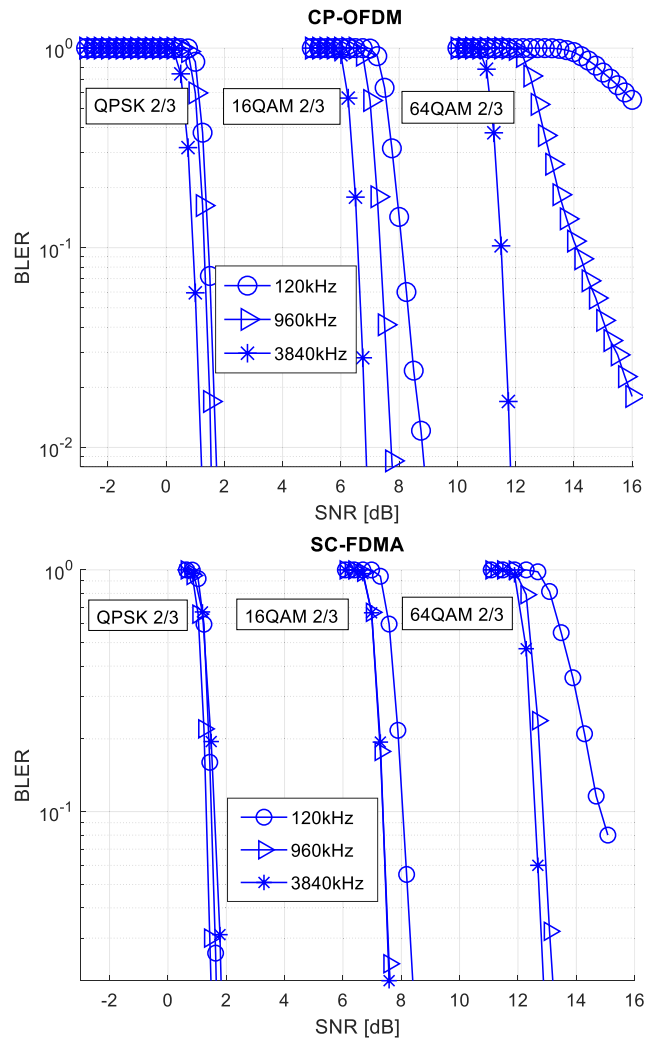 CP-OFDM
10^0
QPSK 2/3
16QAM 2/3
64QAM 2/3
BLER
10^-1
120kHz
960kHz
3840kHz
10^-2
-2 0 2 4 6 8 10 12 14 16
SNR [dB]
SC-FDMA
10^0
QPSK 2/3
16QAM 2/3
64QAM 2/3
BLER
10^-1
120kHz
960kHz
3840kHz
-2 0 2 4 6 8 10 12 14 16
SNR [dB]